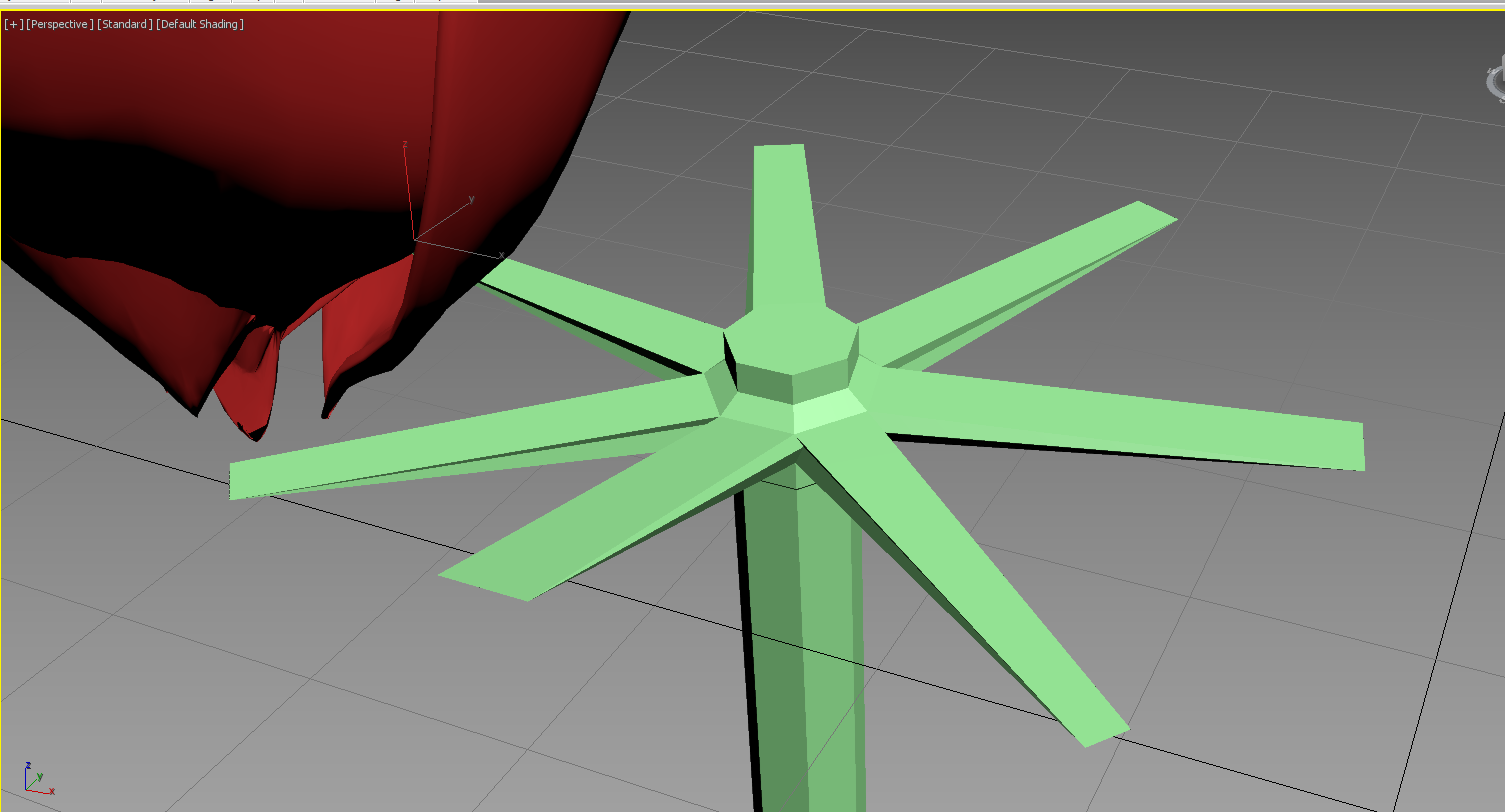 [+] [Perspective ] [Standard ] [Default Shading ]
z
y
x
z
y
x